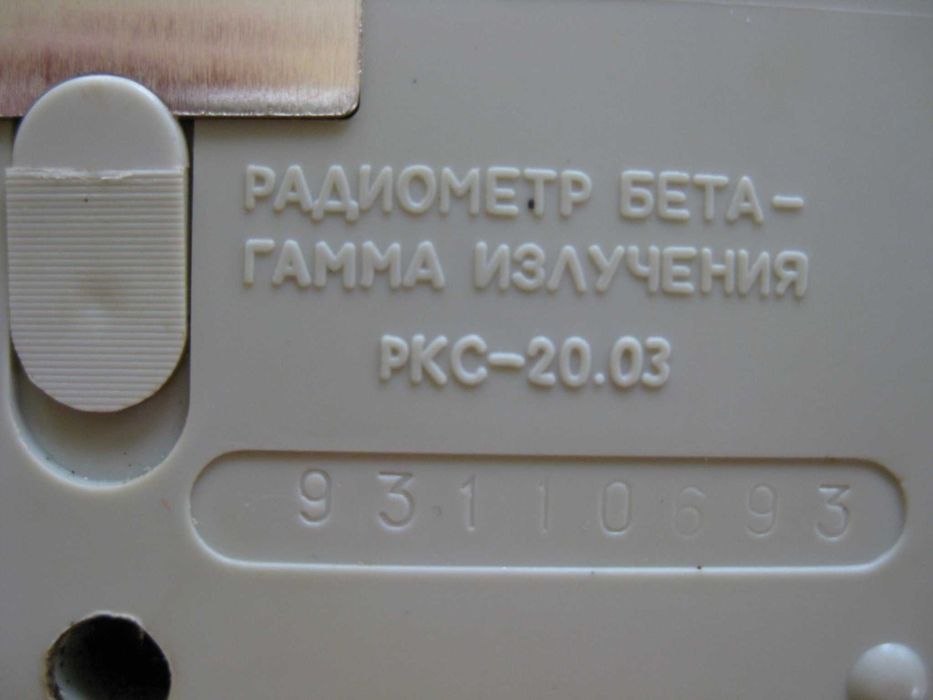 РАДИОМЕТР БЕТА-
ГАММА ИЗЛУЧЕНИЯ
РКС-20.03
93110693